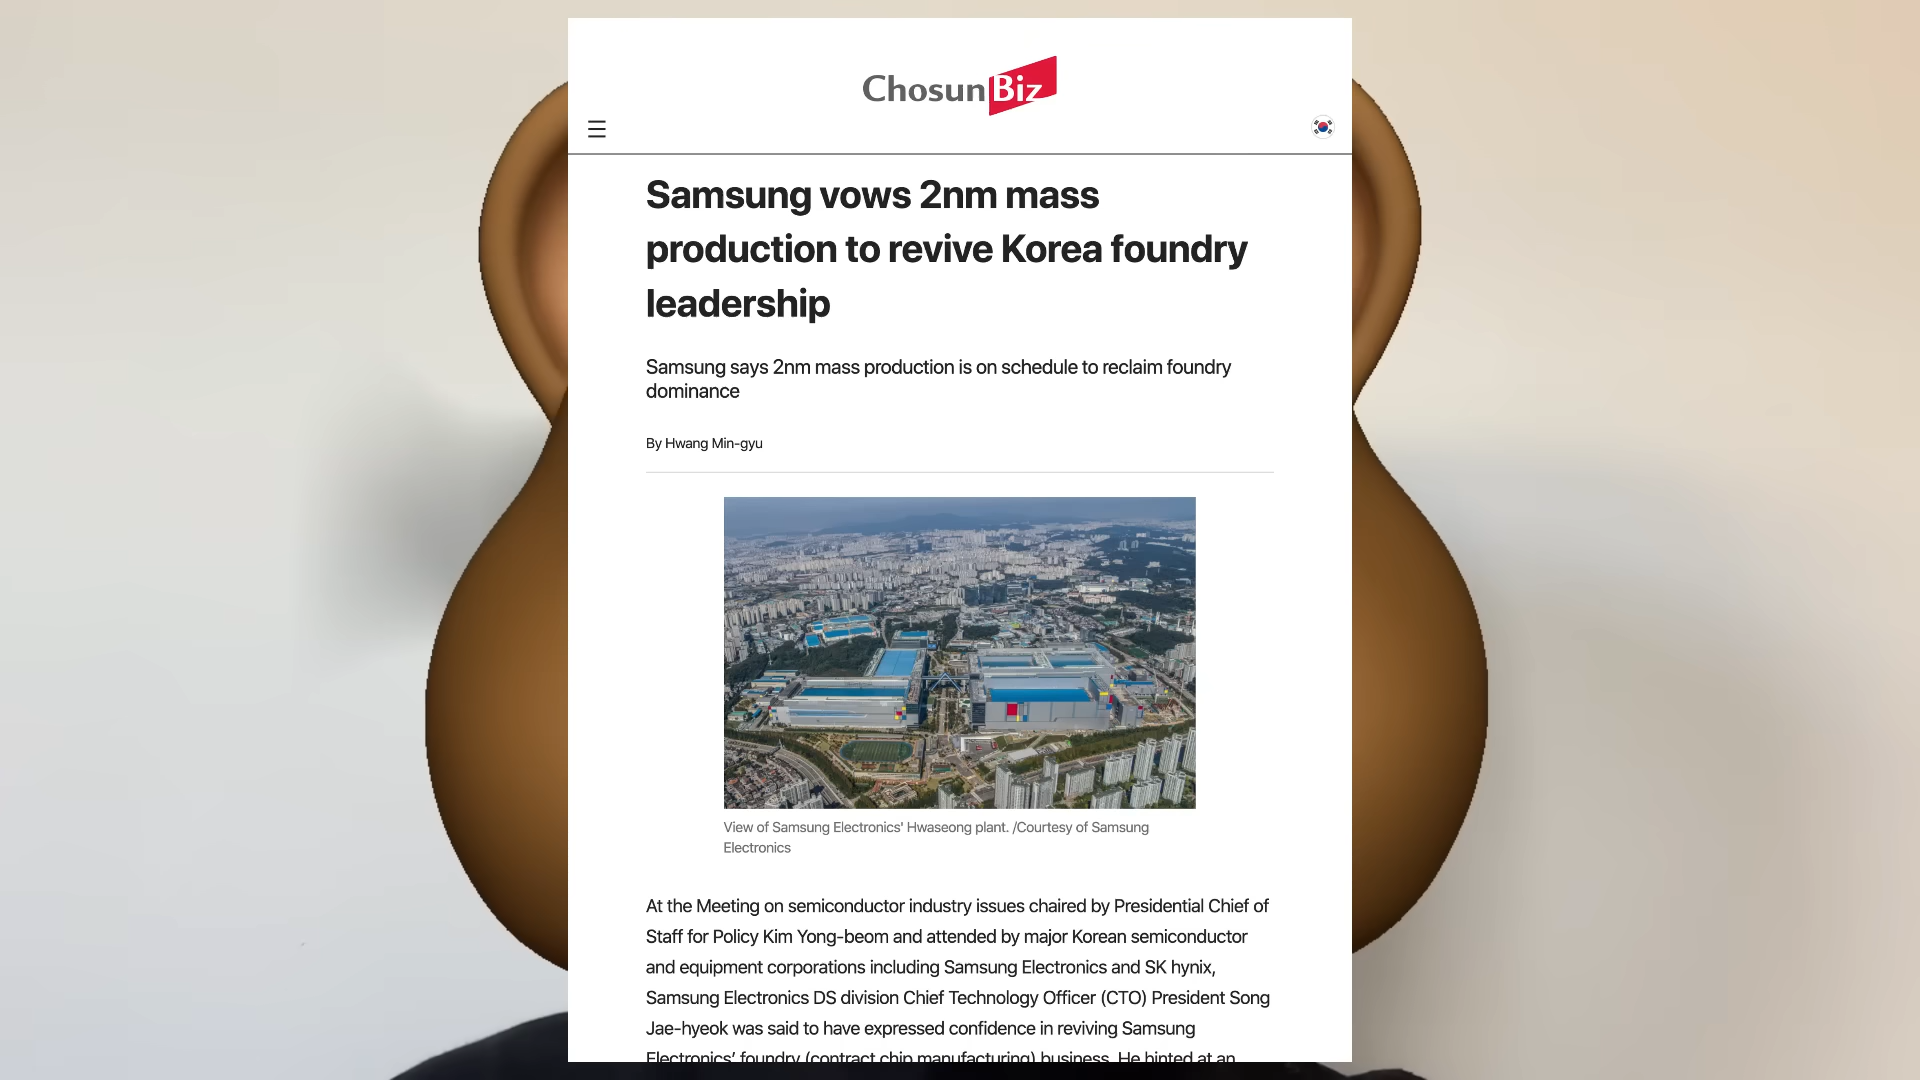 ChosunBiz
Samsung vows 2nm mass
production to revive Korea foundry
leadership
Samsung says 2nm mass production is on schedule to reclaim foundry
dominance
By Hwang Min-gyu
View of Samsung Electronics' Hwaseong plant. /Courtesy of Samsung
Electronics
At the Meeting on semiconductor industry issues chaired by Presidential Chief of
Staff for Policy Kim Yong-beom and attended by major Korean semiconductor
and equipment corporations including Samsung Electronics and SK hynix,
Samsung Electronics DS division Chief Technology Officer (CTO) President Song
Jae-hyeok was said to have expressed confidence in reviving Samsung
Electronics' foundry (contract chip manufacturing) business. He hinted at an